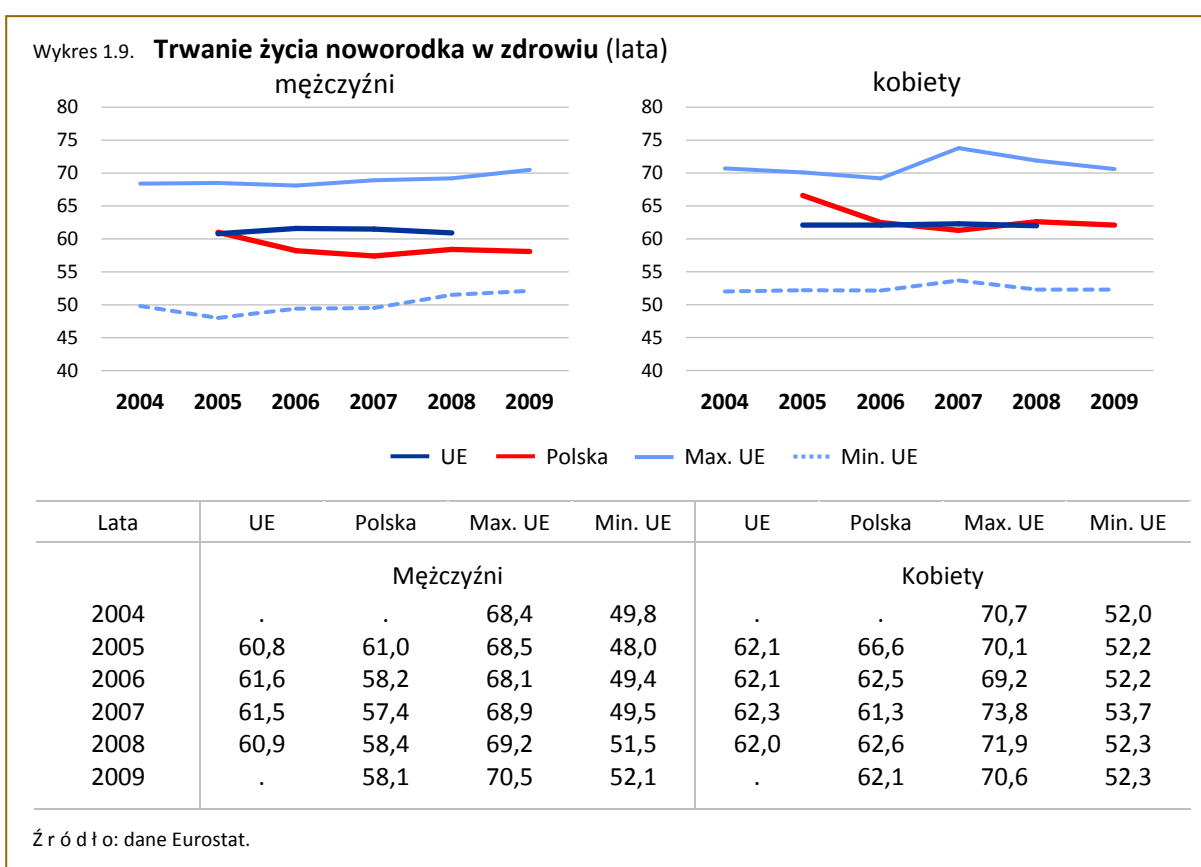 Wykres 1.9. Trwanie życia noworodka w zdrowiu (lata)
mężczyźni
80
75
70
65
60
55
50
45
40
2004 2005 2006 2007 2008 2009
kobiety
80
75
70
65
60
55
50
45
40
2004 2005 2006 2007 2008 2009
UE Polska Max. UE Min. UE
Lata UE Polska Max. UE Min. UE UE Polska Max. UE Min. UE
Mężczyźni Kobiety
2004 . . 68,4 49,8 . . 70,7 52,0
2005 60,8 61,0 68,5 48,0 62,1 66,6 70,1 52,2
2006 61,6 58,2 68,1 49,4 62,1 62,5 69,2 52,2
2007 61,5 57,4 68,9 49,5 62,3 61,3 73,8 53,7
2008 60,9 58,4 69,2 51,5 62,0 62,6 71,9 52,3
2009 . 58,1 70,5 52,1 . 62,1 70,6 52,3
Ź r ó d ł o: dane Eurostat.